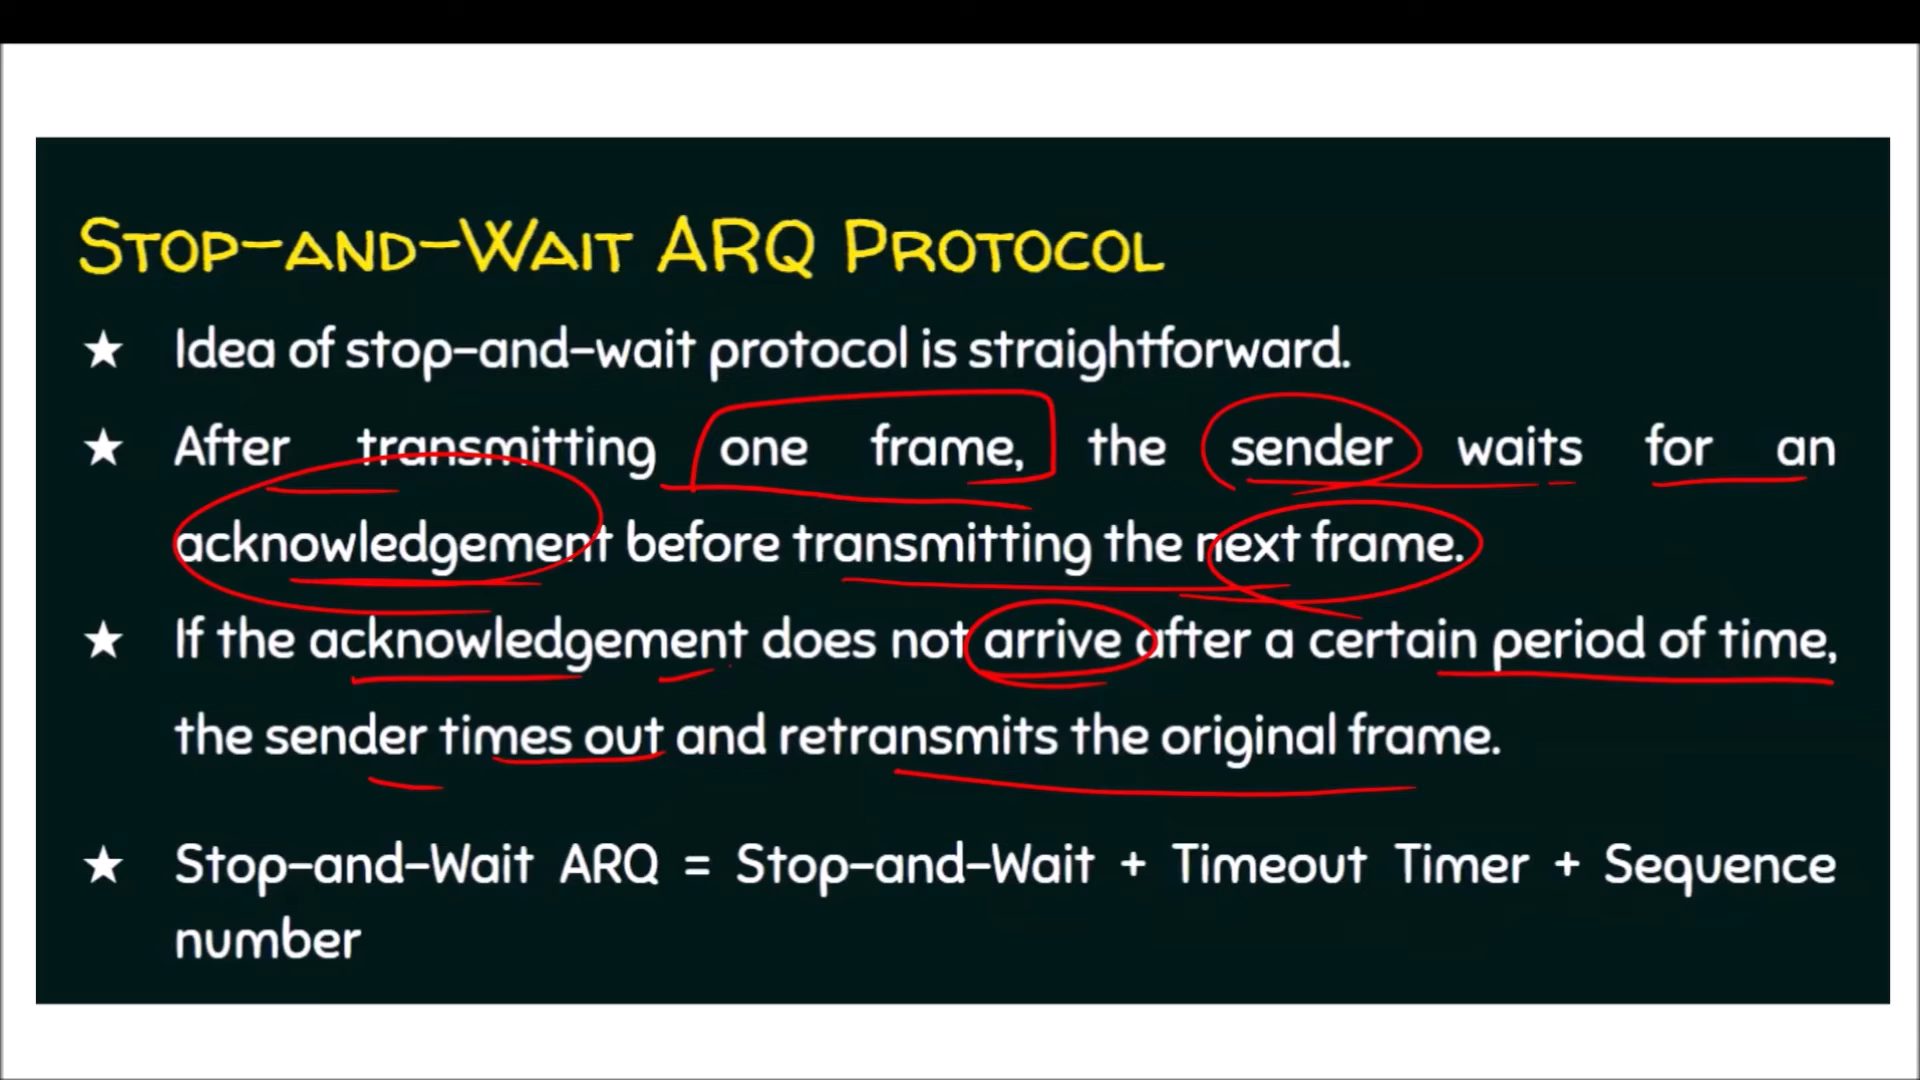 STOP-AND-WAIT ARQ PROTOCOL
★ Idea of stop-and-wait protocol is straightforward.
★ After transmitting one frame, the sender waits for an
acknowledgement before transmitting the next frame.
★ If the acknowledgement does not arrive after a certain period of time,
the sender times out and retransmits the original frame.
★ Stop-and-Wait ARQ = Stop-and-Wait + Timeout Timer + Sequence
number